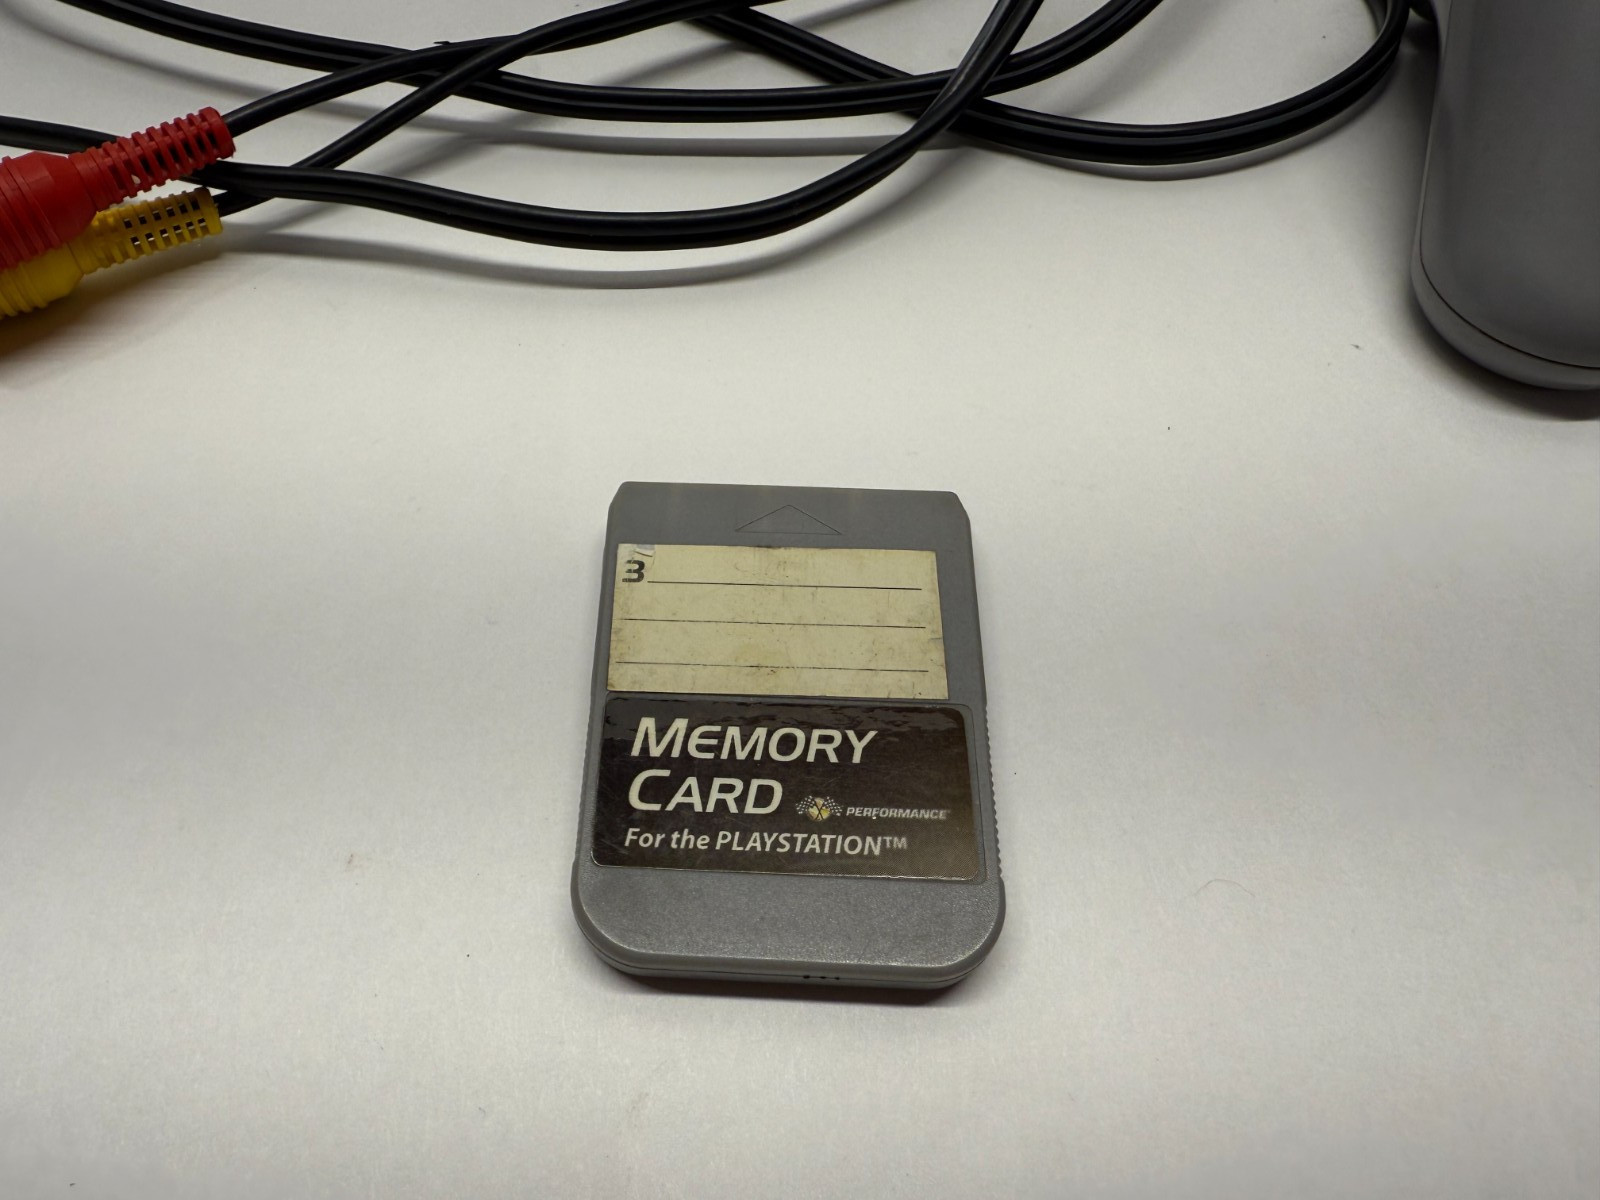 3
MEMORY
CARD
PERFORMANCE
For the PLAYSTATION™